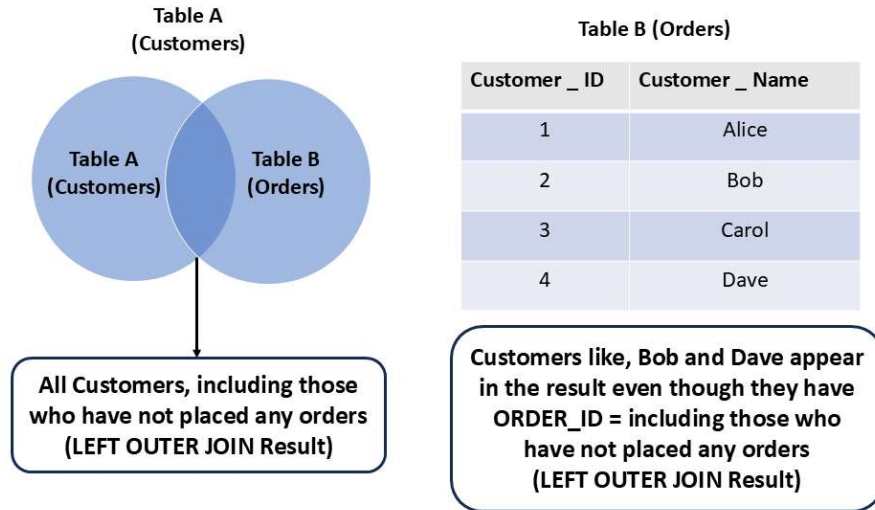 Table A
(Customers)
Table A
(Customers)
Table B
(Orders)
All Customers, including those
who have not placed any orders
(LEFT OUTER JOIN Result)
Table B (Orders)
Customer _ ID Customer _ Name
1 Alice
2 Bob
3 Carol
4 Dave
Customers like, Bob and Dave appear
in the result even though they have
ORDER_ID = including those who
have not placed any orders
(LEFT OUTER JOIN Result)